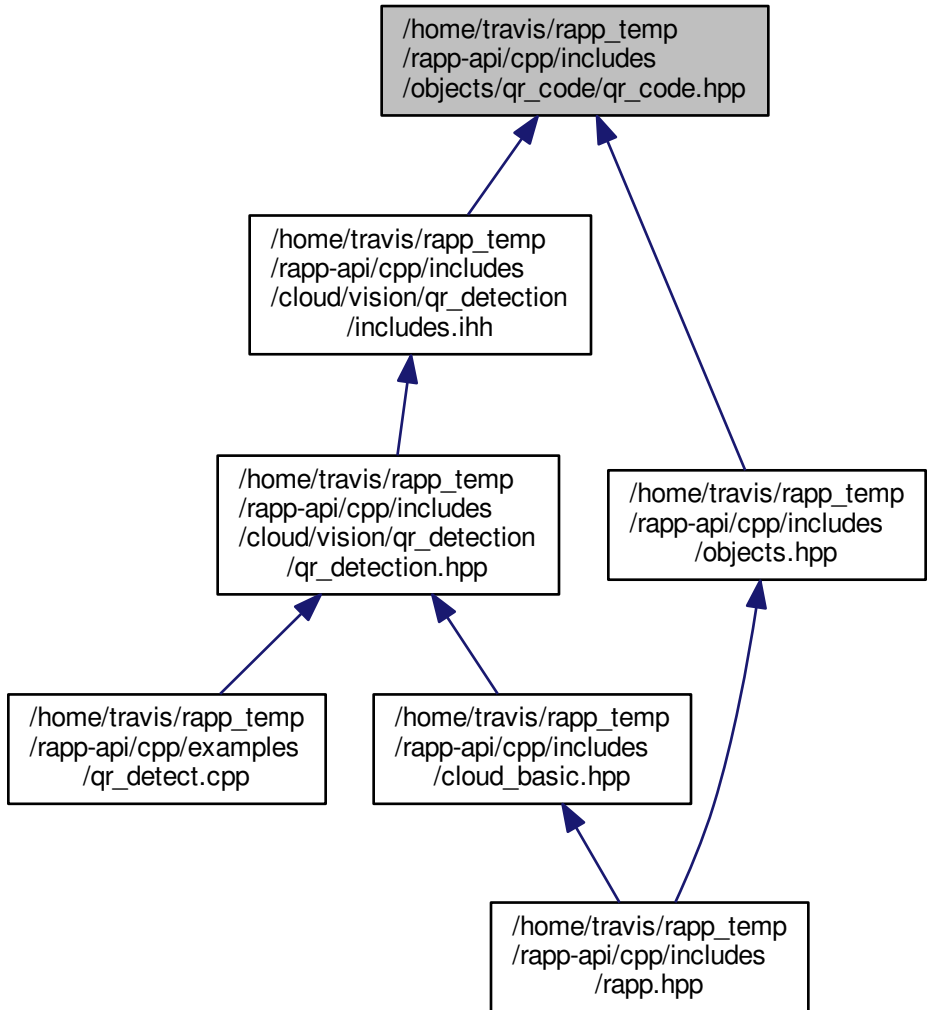 /home/travis/rapp_temp
/rapp-api/cpp/includes
/objects/qr_code/qr_code.hpp
/home/travis/rapp_temp
/rapp-api/cpp/includes
/cloud/vision/qr_detection
/includes.ihh
/home/travis/rapp_temp
/rapp-api/cpp/includes
/cloud/vision/qr_detection
/qr_detection.hpp
/home/travis/rapp_temp
/rapp-api/cpp/includes
/objects.hpp
/home/travis/rapp_temp
/rapp-api/cpp/examples
/qr_detect.cpp
/home/travis/rapp_temp
/rapp-api/cpp/includes
/cloud_basic.hpp
/home/travis/rapp_temp
/rapp-api/cpp/includes
/rapp.hpp